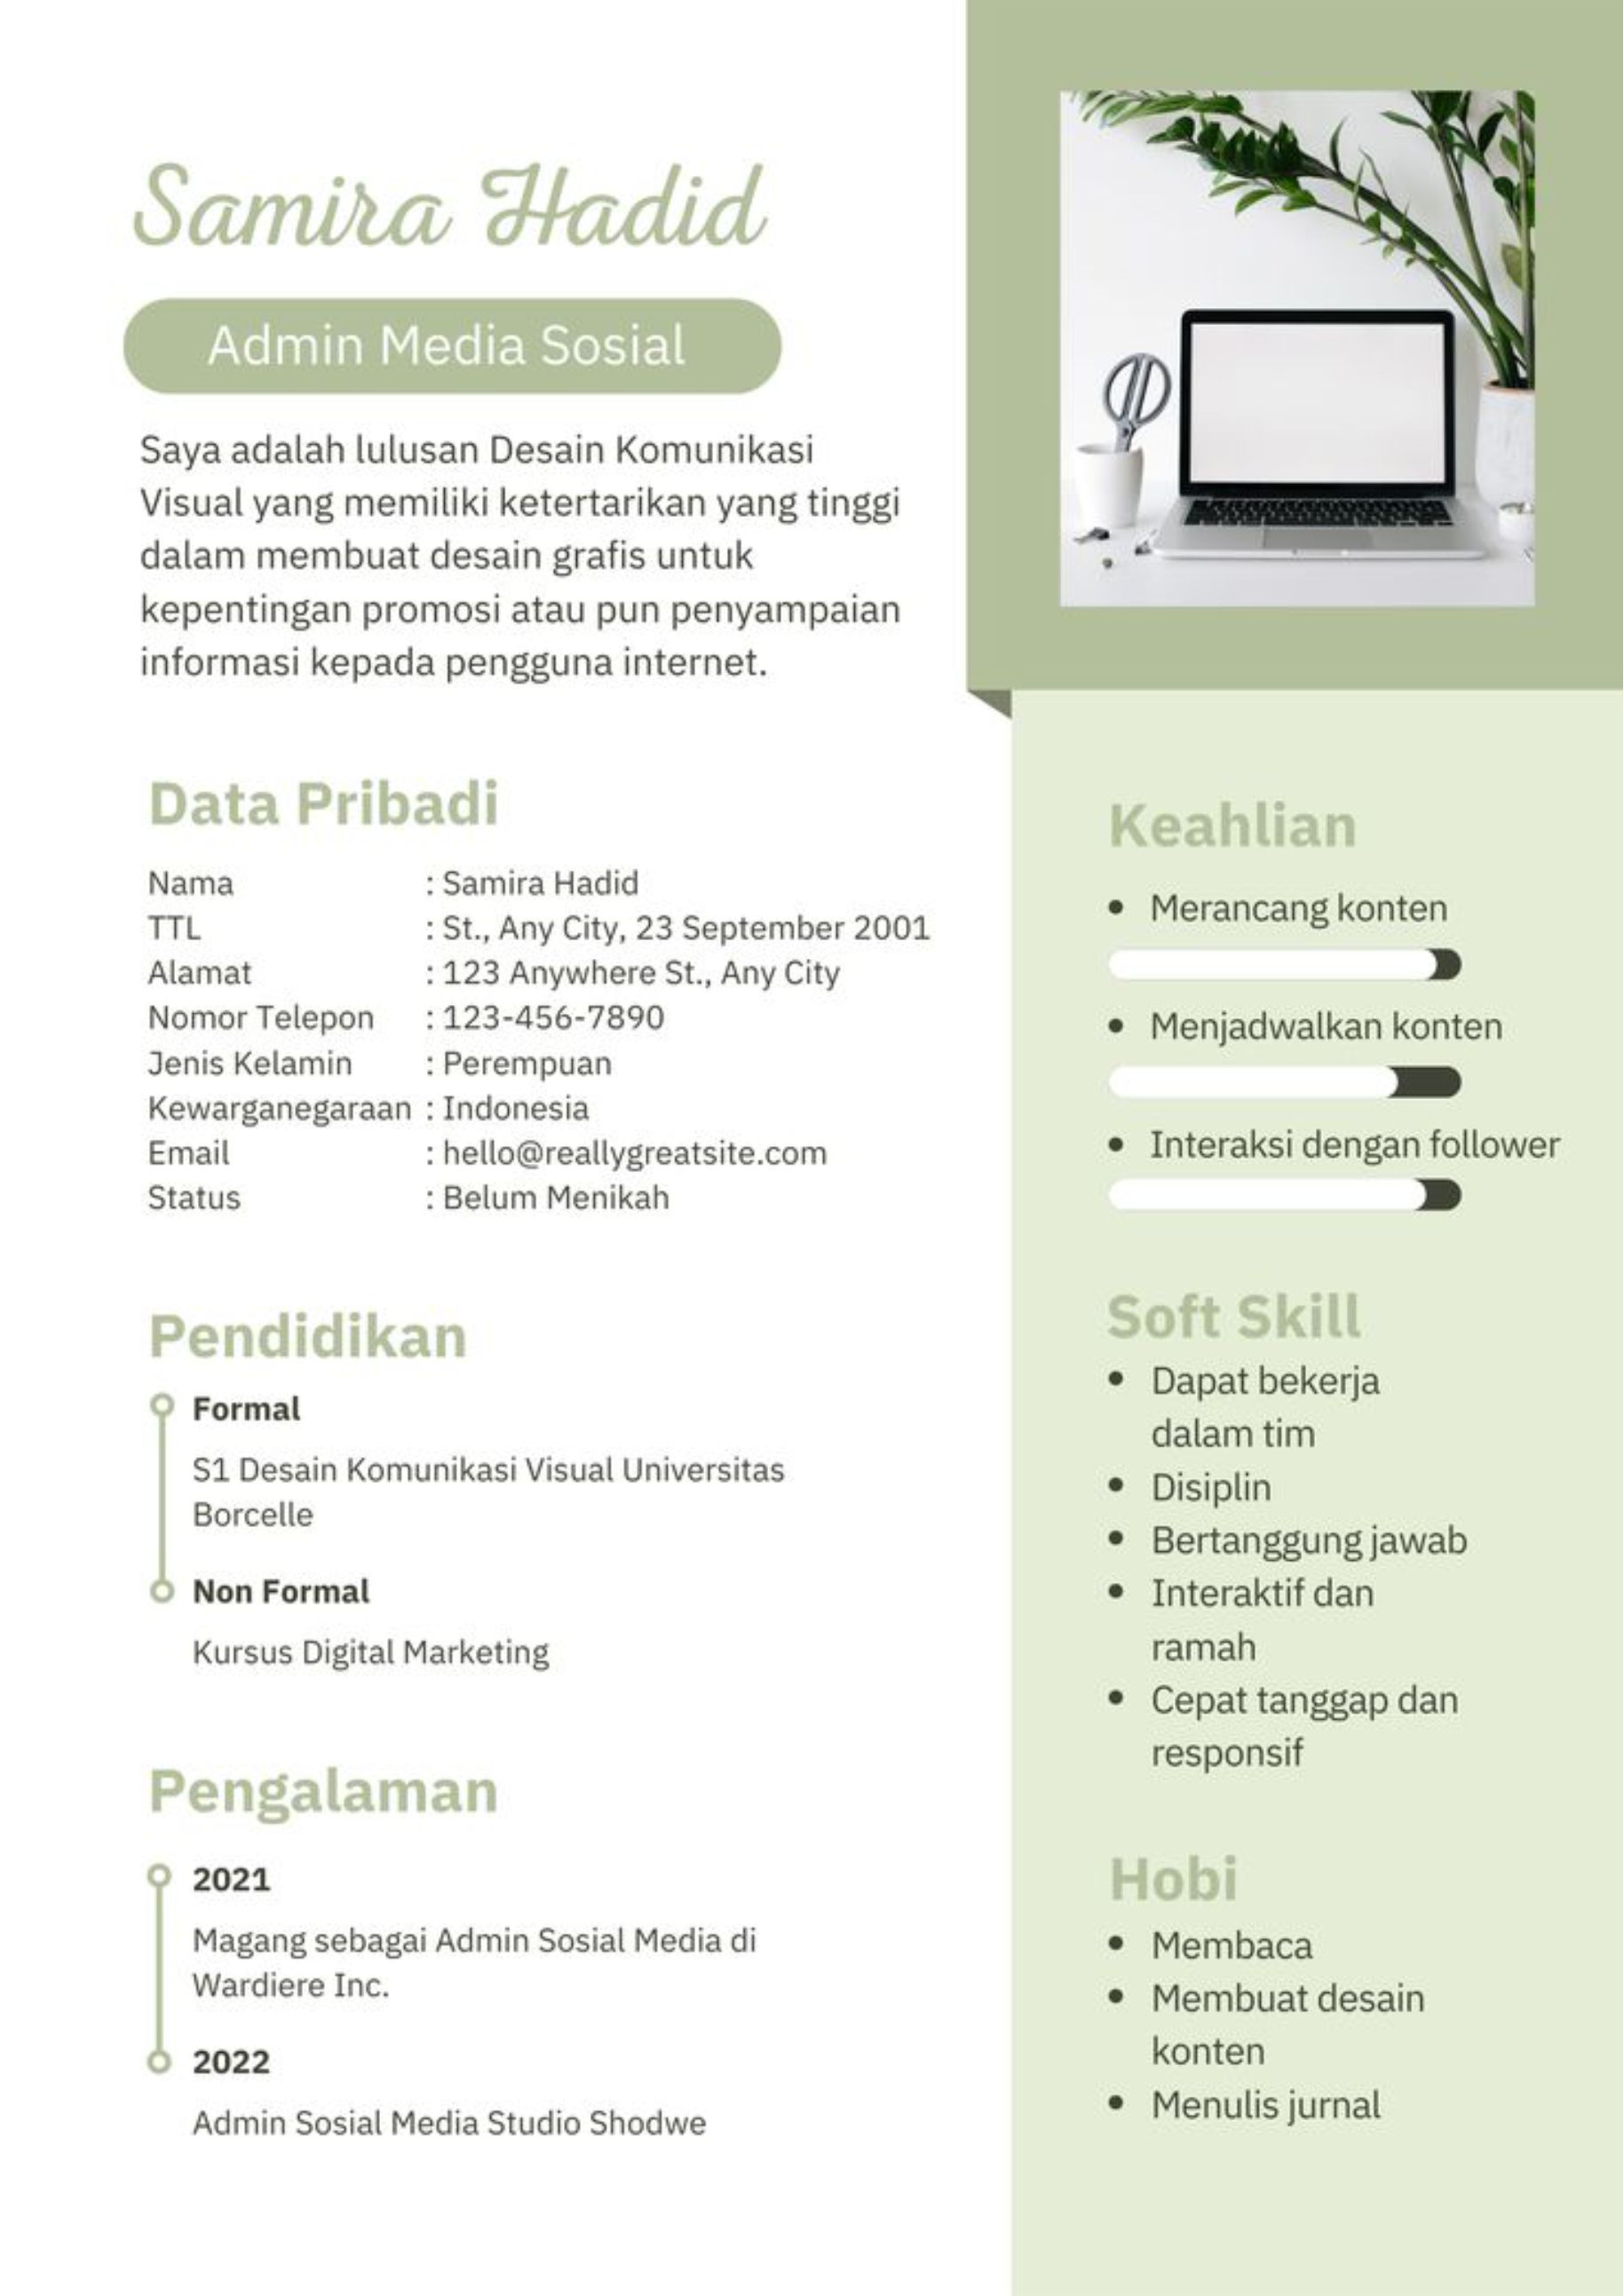 Samira Hadid
Admin Media Sosial
Saya adalah lulusan Desain Komunikasi
Visual yang memiliki ketertarikan yang tinggi
dalam membuat desain grafis untuk
kepentingan promosi atau pun penyampaian
informasi kepada pengguna internet.
Data Pribadi
Nama : Samira Hadid
TTL : St., Any City, 23 September 2001
Alamat : 123 Anywhere St., Any City
Nomor Telepon : 123-456-7890
Jenis Kelamin : Perempuan
Kewarganegaraan : Indonesia
Email : hello@reallygreatsite.com
Status : Belum Menikah
Pendidikan
Formal
S1 Desain Komunikasi Visual Universitas
Borcelle
Non Formal
Kursus Digital Marketing
Pengalaman
2021
Magang sebagai Admin Sosial Media di
Wardiere Inc.
2022
Admin Sosial Media Studio Shodwe
Keahlian
• Merancang konten
• Menjadwalkan konten
• Interaksi dengan follower
Soft Skill
• Dapat bekerja
dalam tim
• Disiplin
• Bertanggung jawab
• Interaktif dan
ramah
• Cepat tanggap dan
responsif
Hobi
• Membaca
• Membuat desain
konten
• Menulis jurnal